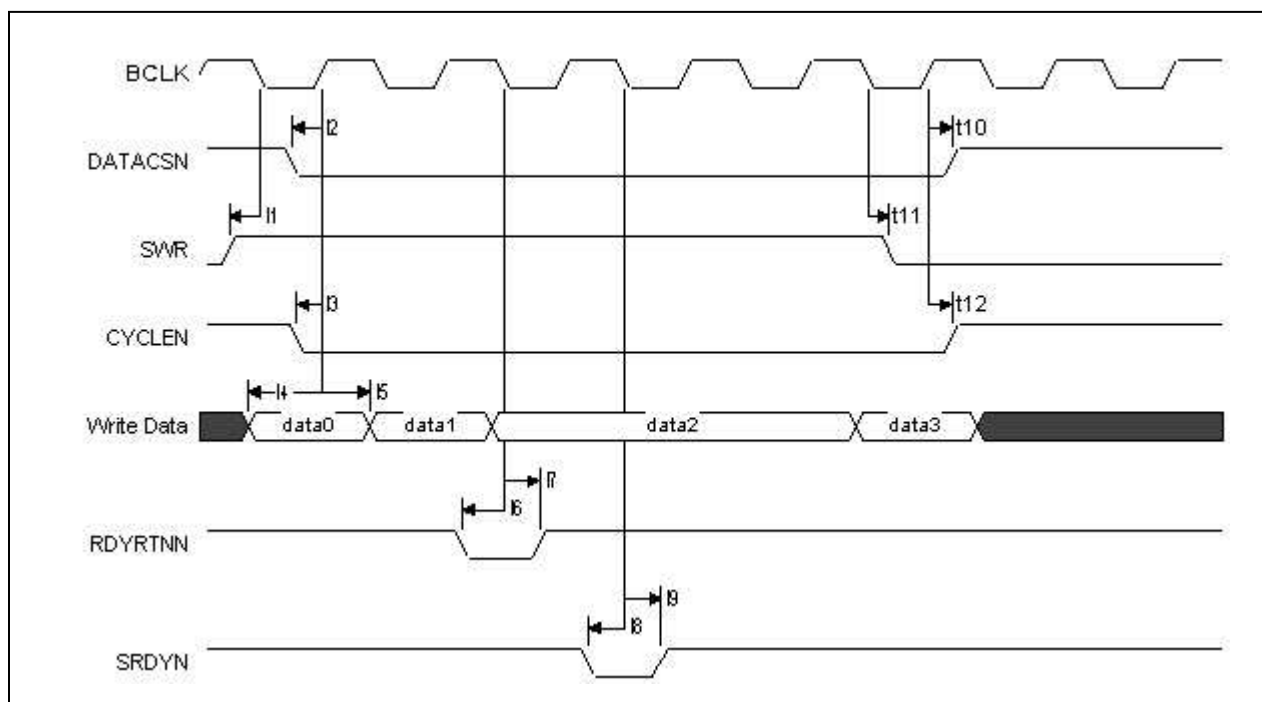 BCLK
t2
t10
DATACSN
t1
t11
SWR
t3
t12
CYCLEN
t4
t5
Write Data
data0
data1
data2
data3
t7
t6
RDYRTNN
t9
t8
SRDYN